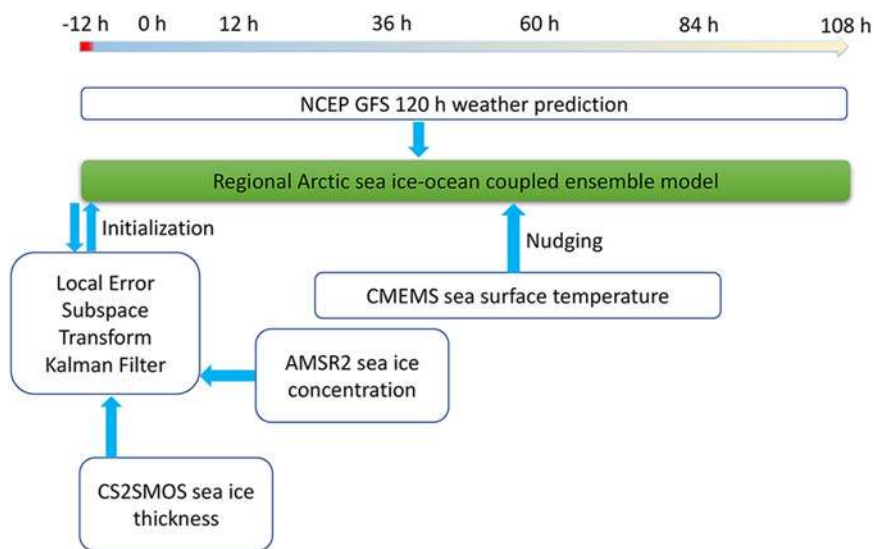 -12 h 0 h 12 h 36 h 60 h 84 h 108 h
NCEP GFS 120 h weather prediction
Regional Arctic sea ice-ocean coupled ensemble model
Initialization
Nudging
Local Error
Subspace
Transform
Kalman Filter
CMEMS sea surface temperature
AMSR2 sea ice
concentration
CS2SMOS sea ice
thickness